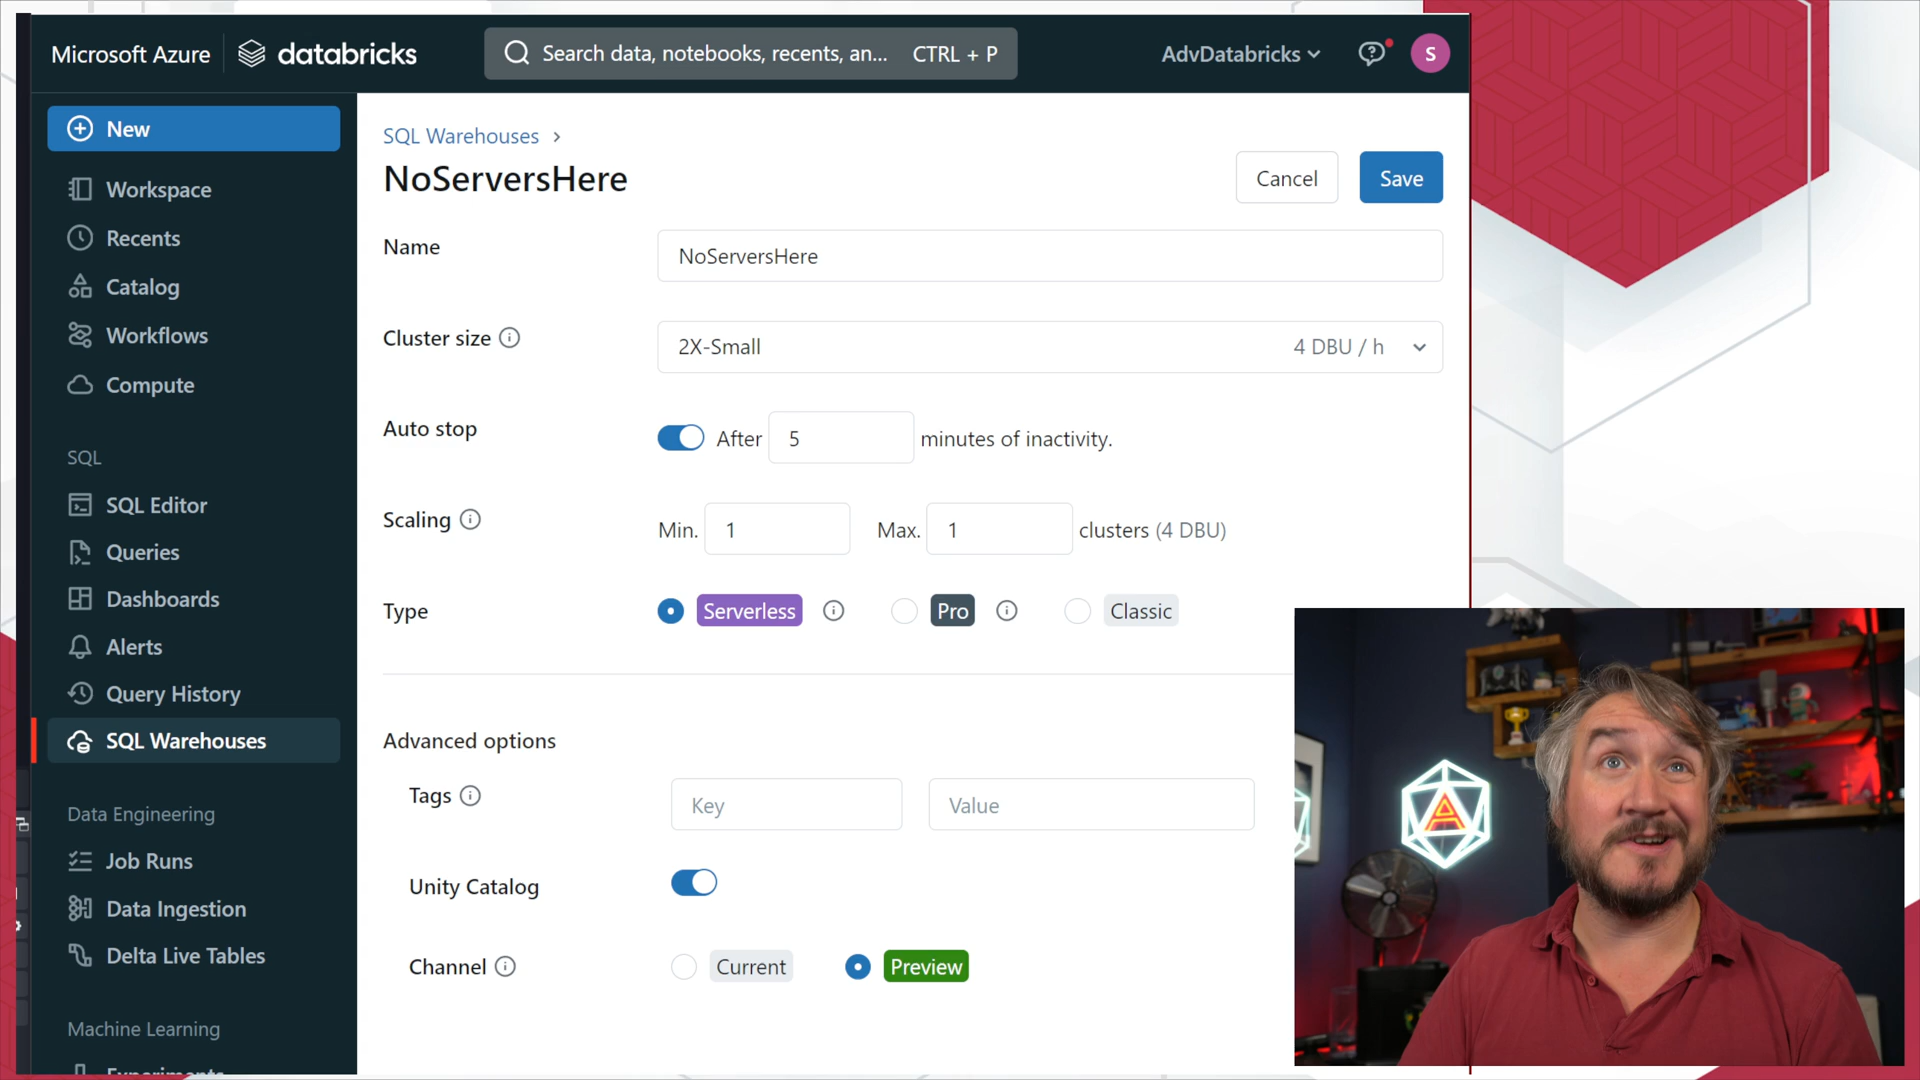 Microsoft Azure databricks
Search data, notebooks, recents, an... CTRL + P
AdvDatabricks
S
New
Workspace
Recents
Catalog
Workflows
Compute
SQL
SQL Editor
Queries
Dashboards
Alerts
Query History
SQL Warehouses
Data Engineering
Job Runs
Data Ingestion
Delta Live Tables
Machine Learning
Experiments
SQL Warehouses ›
NoServersHere
Cancel Save
Name NoServersHere
Cluster size 2X-Small 4 DBU / h
Auto stop After 5 minutes of inactivity.
Scaling Min. 1 Max. 1 clusters (4 DBU)
Type Serverless Pro Classic
Advanced options
Tags Key Value
Unity Catalog
Channel Current Preview
A